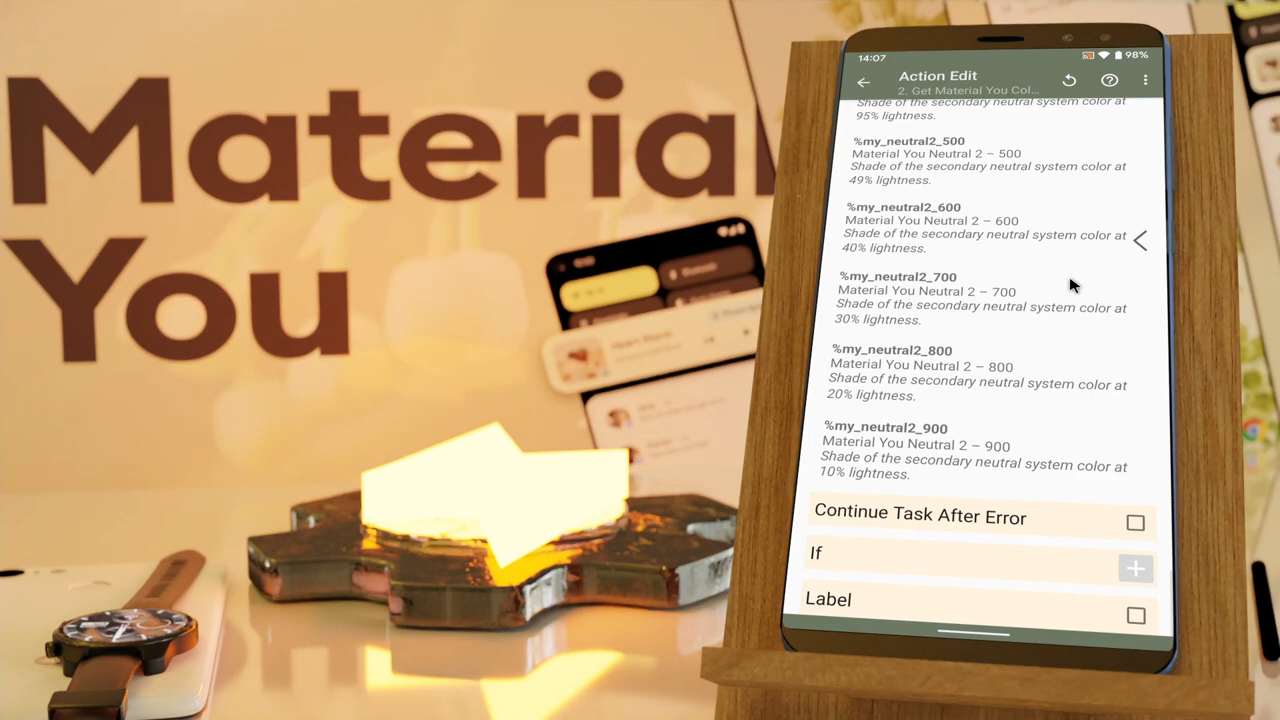 Material
You
14:07
98%
Action Edit
2. Get Material You Col...
Shade of the secondary neutral system color at
95% lightness.
%my_neutral2_500
Material You Neutral 2 – 500
Shade of the secondary neutral system color at
49% lightness.
%my_neutral2_600
Material You Neutral 2 – 600
Shade of the secondary neutral system color at
40% lightness.
%my_neutral2_700
Material You Neutral 2 – 700
Shade of the secondary neutral system color at
30% lightness.
%my_neutral2_800
Material You Neutral 2 – 800
Shade of the secondary neutral system color at
20% lightness.
%my_neutral2_900
Material You Neutral 2 – 900
Shade of the secondary neutral system color at
10% lightness.
Continue Task After Error
If
Label